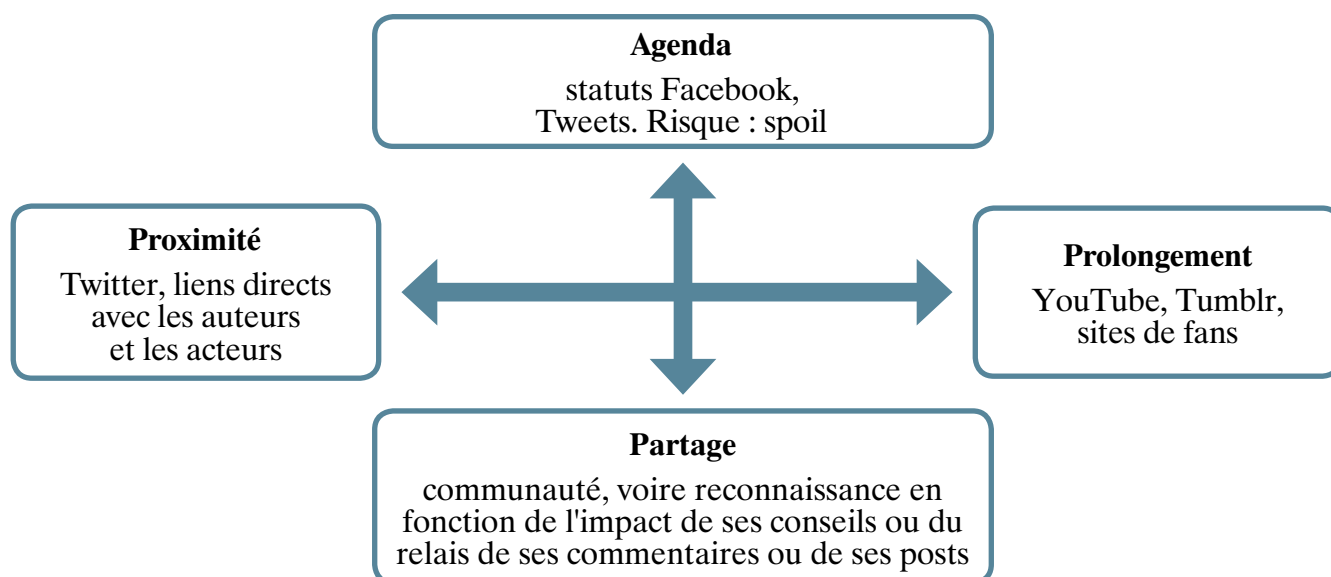 Agenda
statuts Facebook,
Tweets. Risque : spoil
Proximité
Twitter, liens directs
avec les auteurs
et les acteurs
Prolongement
YouTube, Tumblr,
sites de fans
Partage
communauté, voire reconnaissance en
fonction de l'impact de ses conseils ou du
relais de ses commentaires ou de ses posts